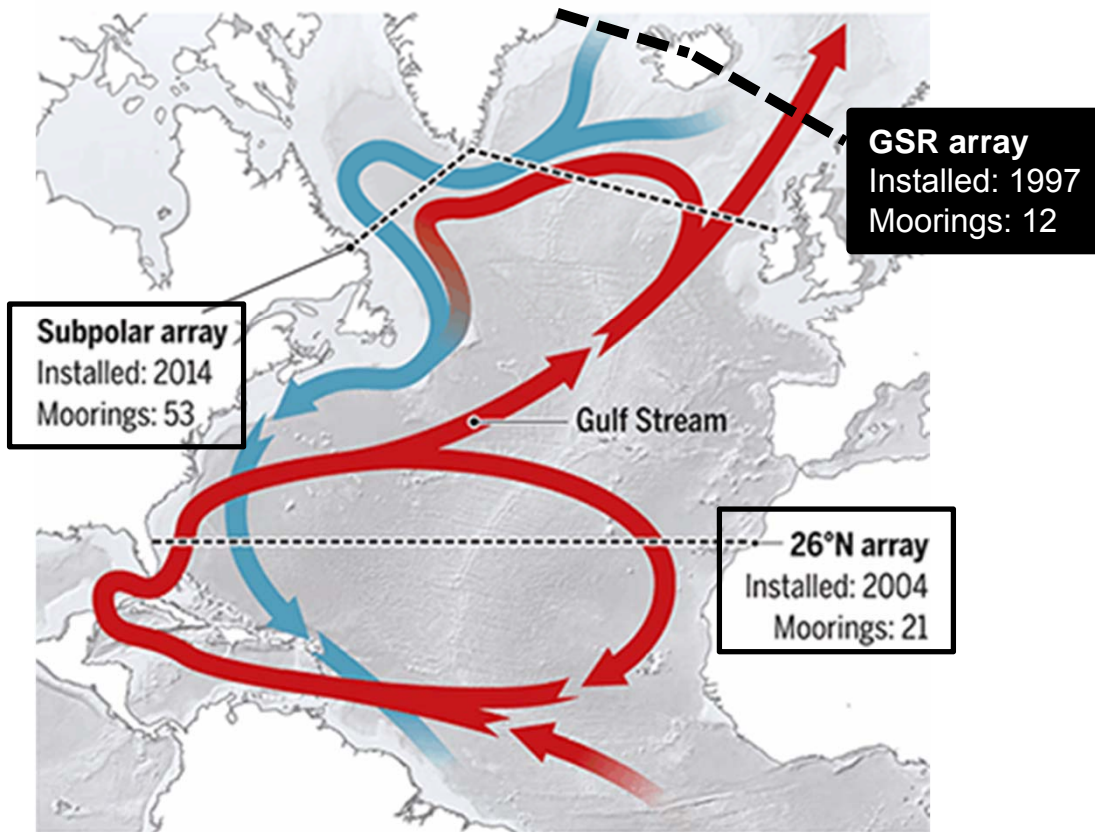 GSR array
Installed: 1997
Moorings: 12
Subpolar array
Installed: 2014
Moorings: 53
Gulf Stream
26°N array
Installed: 2004
Moorings: 21